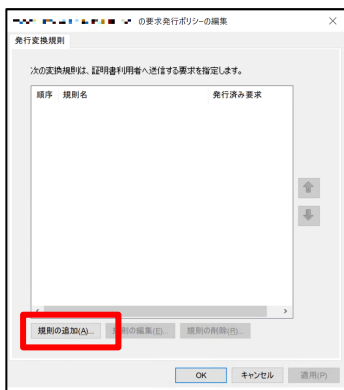 の要求発行ポリシーの編集
発行変換規則
次の変換規則は、証明書利用者へ送信する要求を指定します。
順序 規則名 発行済み要求
規則の追加(A)... 規則の編集(E)... 規則の削除(R)...
OK キャンセル 適用(P)